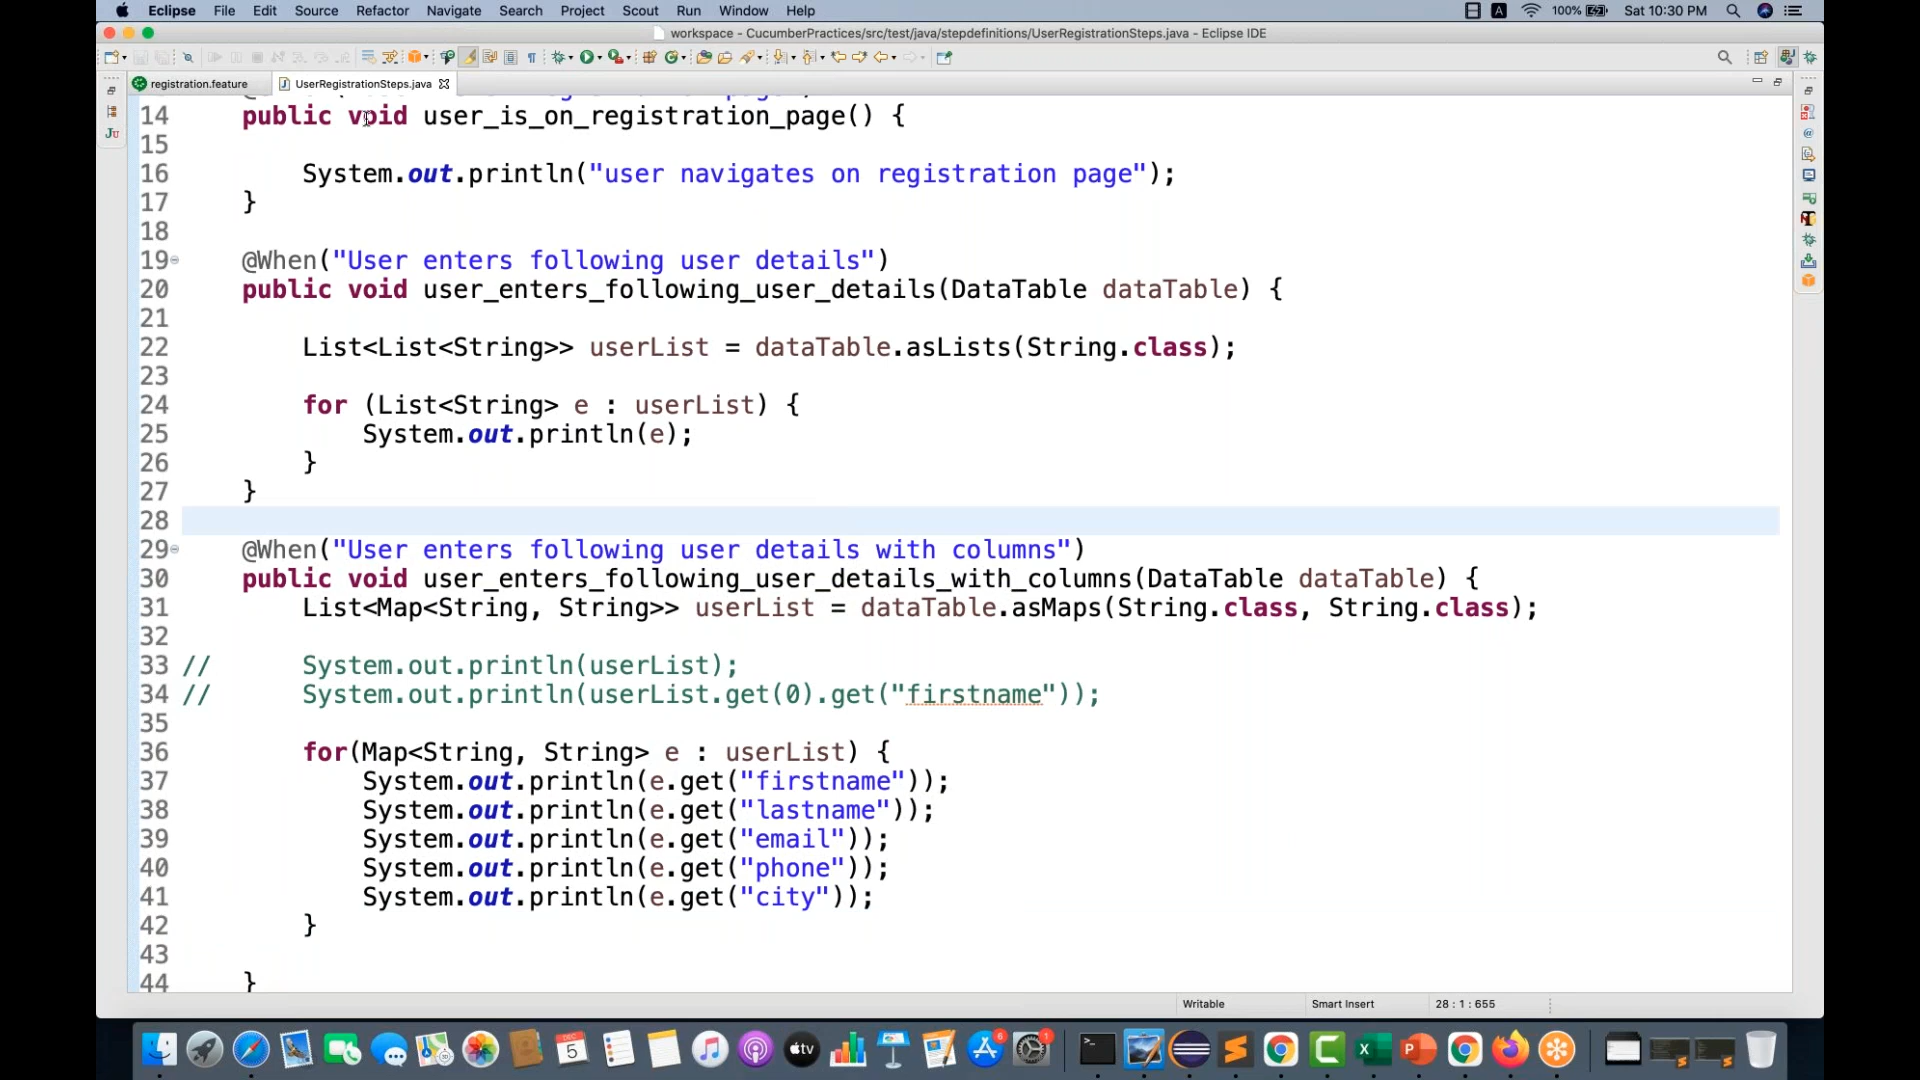 Eclipse File Edit Source Refactor Navigate Search Project Scout Run Window Help 100% Sat 10:30 PM
workspace - CucumberPractices/src/test/java/stepdefinitions/UserRegistrationSteps.java - Eclipse IDE
registration.feature UserRegistrationSteps.java
14 public void user_is_on_registration_page() {
15
16 System.out.println("user navigates on registration page");
17 }
18
19 @When("User enters following user details")
20 public void user_enters_following_user_details(DataTable dataTable) {
21
22 List<List<String>> userList = dataTable.asLists(String.class);
23
24 for (List<String> e : userList) {
25 System.out.println(e);
26 }
27 }
28
29 @When("User enters following user details with columns")
30 public void user_enters_following_user_details_with_columns(DataTable dataTable) {
31 List<Map<String, String>> userList = dataTable.asMaps(String.class, String.class);
32
33 // System.out.println(userList);
34 // System.out.println(userList.get(0).get("firstname"));
35
36 for(Map<String, String> e : userList) {
37 System.out.println(e.get("firstname"));
38 System.out.println(e.get("lastname"));
39 System.out.println(e.get("email"));
40 System.out.println(e.get("phone"));
41 System.out.println(e.get("city"));
42 }
43
44 }
Writable Smart Insert 28 : 1 : 655